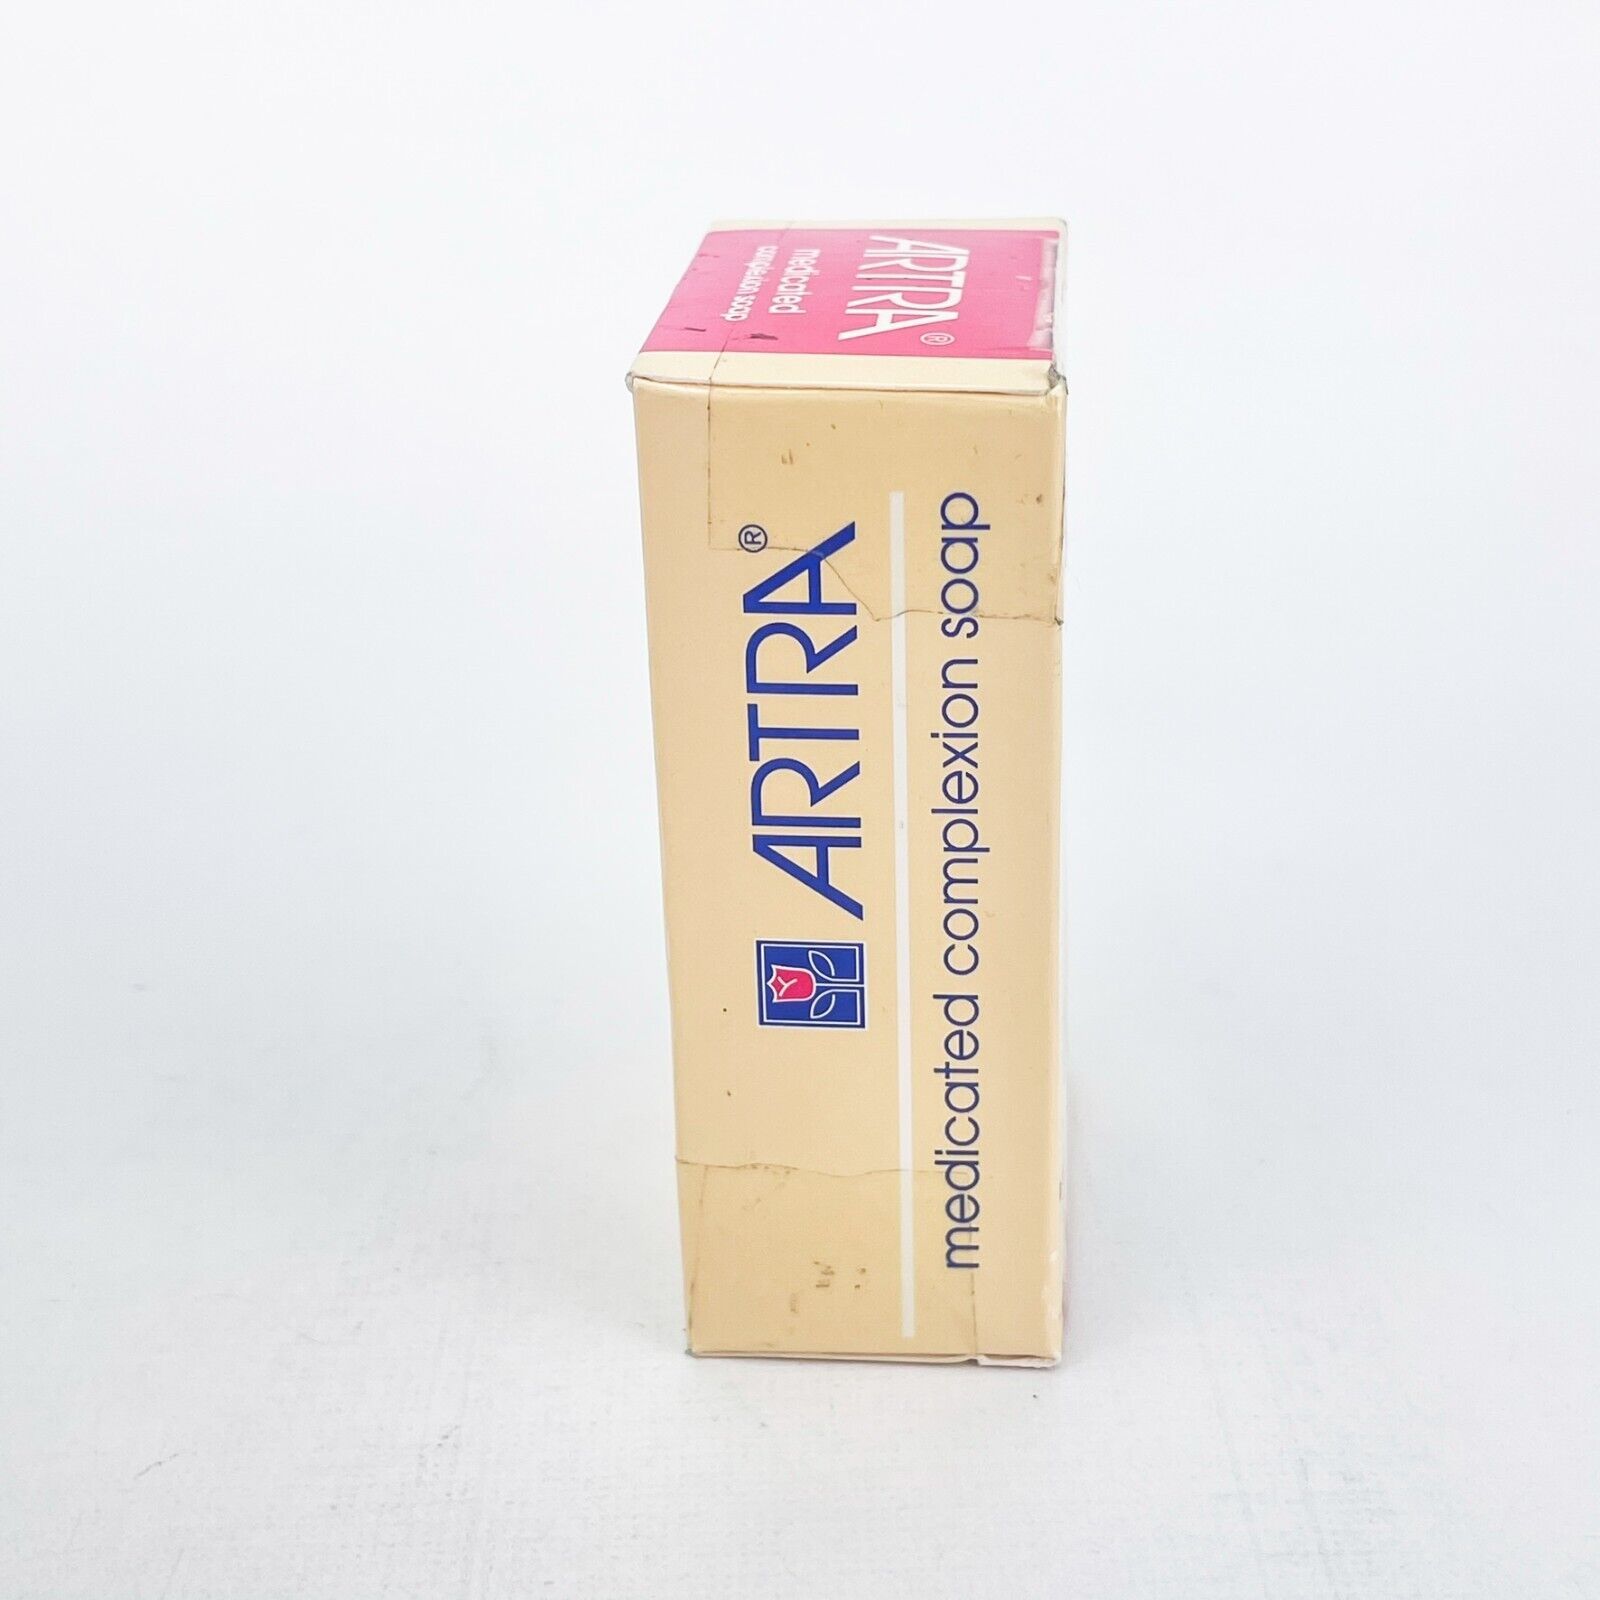 ARTRA®
medicated
complexion soap
ARTRA®
medicated complexion soap